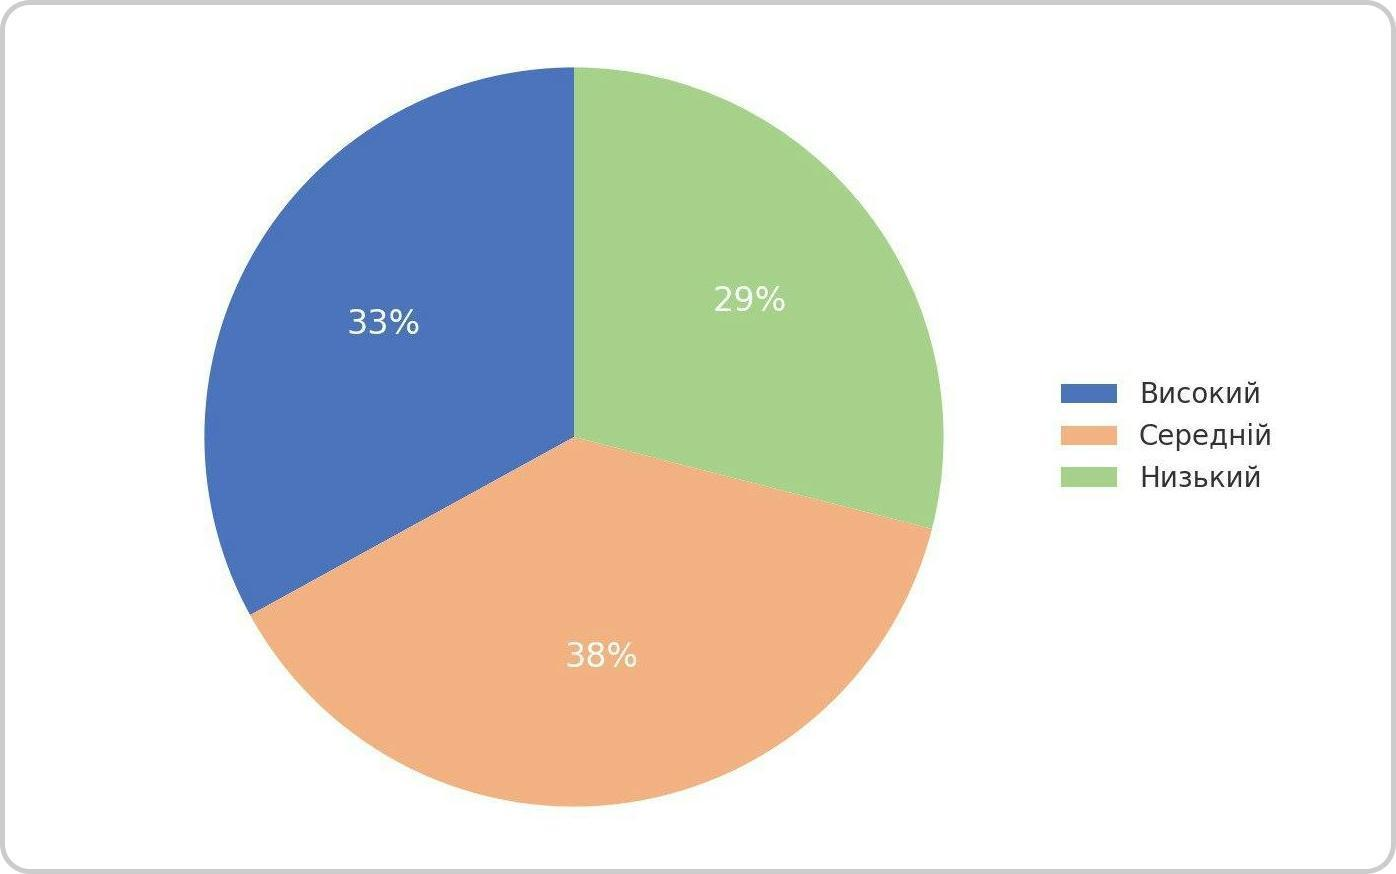 29%
33%
38%
Високий
Середній
Низький